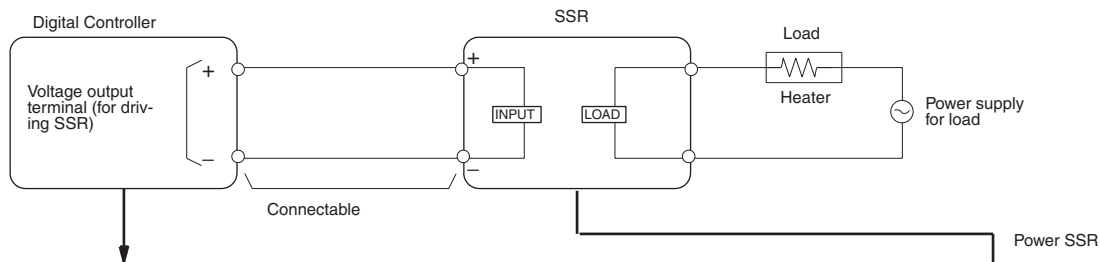 Digital Controller
SSR
Load
Voltage output
terminal (for driv-
ing SSR)
+
−
+
−
INPUT
LOAD
Heater
Power supply
for load
Connectable
Power SSR